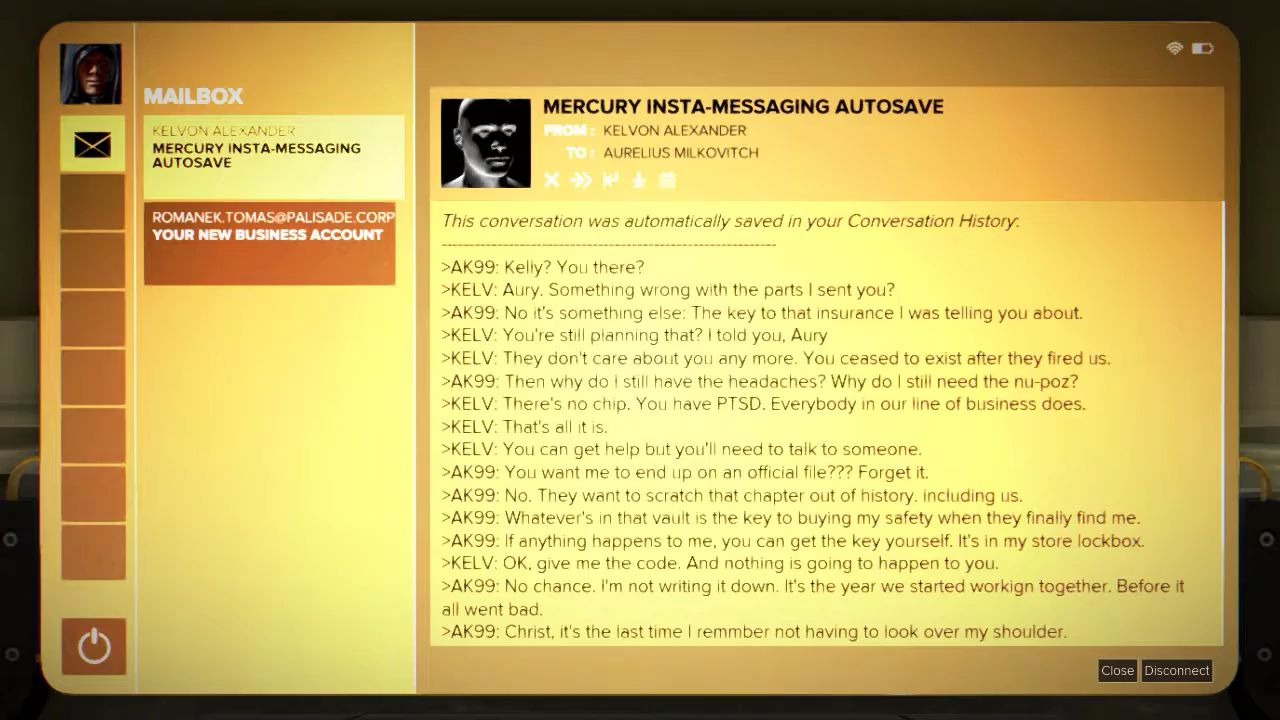 MAILBOX
KELVON ALEXANDER
MERCURY INSTA-MESSAGING
AUTOSAVE
ROMANEK.TOMAS@PALISADE.CORP
YOUR NEW BUSINESS ACCOUNT
MERCURY INSTA-MESSAGING AUTOSAVE
FROM : KELVON ALEXANDER
TO : AURELIUS MILKOVITCH
This conversation was automatically saved in your Conversation History:
------------------------------------------------------------
>AK99: Kelly? You there?
>KELV: Aury. Something wrong with the parts I sent you?
>AK99: No it's something else: The key to that insurance I was telling you about.
>KELV: You're still planning that? I told you, Aury
>KELV: They don't care about you any more. You ceased to exist after they fired us.
>AK99: Then why do I still have the headaches? Why do I still need the nu-poz?
>KELV: There's no chip. You have PTSD. Everybody in our line of business does.
>KELV: That's all it is.
>KELV: You can get help but you'll need to talk to someone.
>AK99: You want me to end up on an official file??? Forget it.
>AK99: No. They want to scratch that chapter out of history. including us.
>AK99: Whatever's in that vault is the key to buying my safety when they finally find me.
>AK99: If anything happens to me, you can get the key yourself. It's in my store lockbox.
>KELV: OK, give me the code. And nothing is going to happen to you.
>AK99: No chance. I'm not writing it down. It's the year we started workign together. Before it
all went bad.
>AK99: Christ, it's the last time I remmber not having to look over my shoulder.
Close
Disconnect